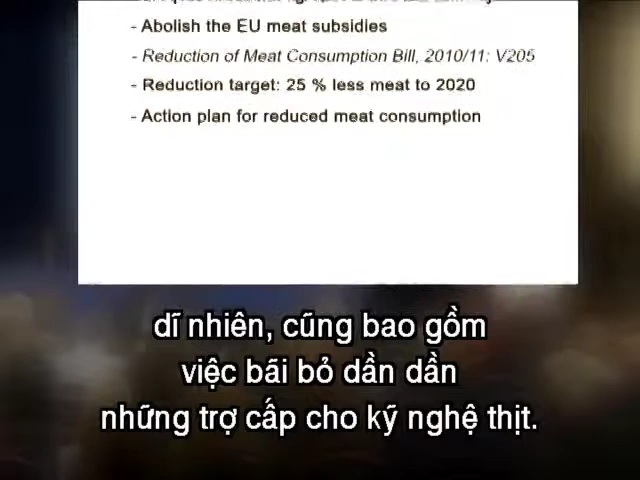 - Abolish the EU meat subsidies
- Reduction of Meat Consumption Bill, 2010/11: V205
- Reduction target: 25 % less meat to 2020
- Action plan for reduced meat consumption
dĩ nhiên, cũng bao gồm
việc bãi bỏ dần dần
những trợ cấp cho kỹ nghệ thịt.